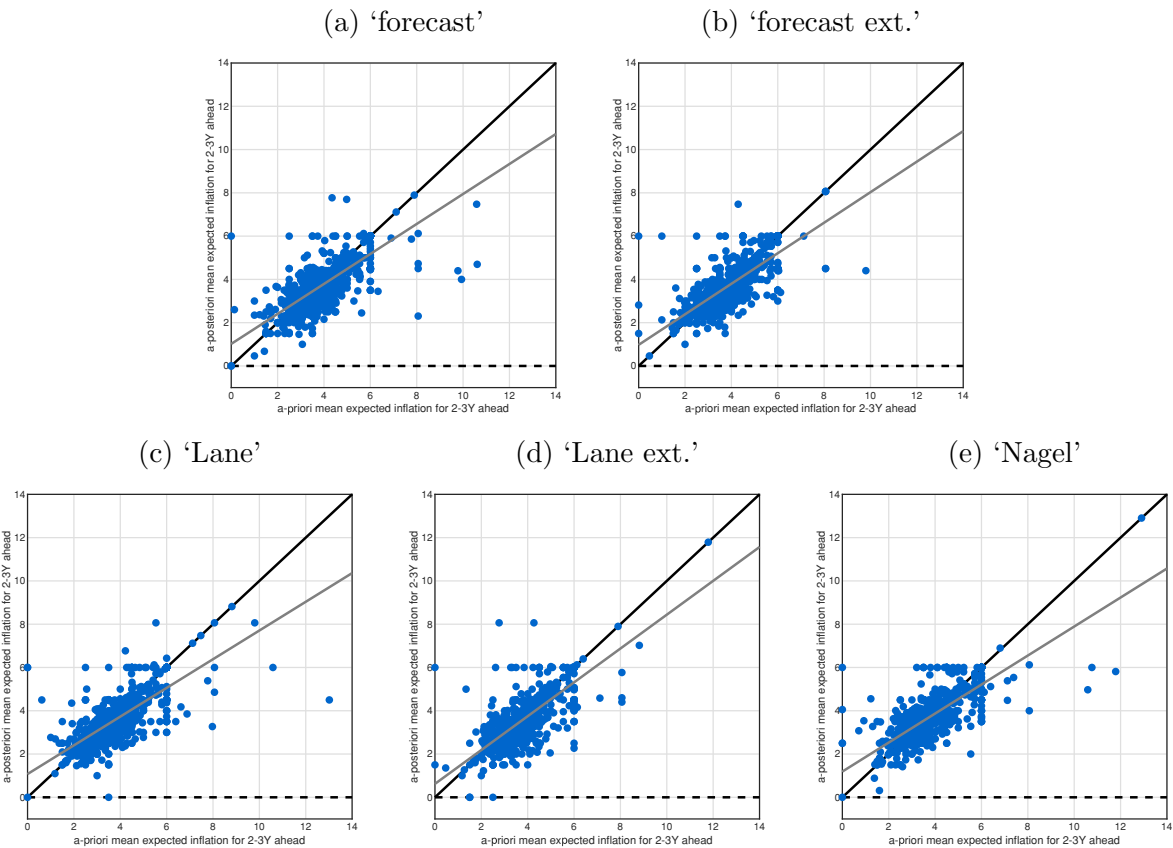 (a) ‘forecast’
(b) ‘forecast ext.’
a-posteriori mean expected inflation for 2-3Y ahead
14
12
10
8
6
4
2
0
0 2 4 6 8 10 12 14
a-priori mean expected inflation for 2-3Y ahead
a-posteriori mean expected inflation for 2-3Y ahead
14
12
10
8
6
4
2
0
0 2 4 6 8 10 12 14
a-priori mean expected inflation for 2-3Y ahead
(c) ‘Lane’
(d) ‘Lane ext.’
(e) ‘Nagel’
a-posteriori mean expected inflation for 2-3Y ahead
14
12
10
8
6
4
2
0
0 2 4 6 8 10 12 14
a-priori mean expected inflation for 2-3Y ahead
a-posteriori mean expected inflation for 2-3Y ahead
14
12
10
8
6
4
2
0
0 2 4 6 8 10 12 14
a-priori mean expected inflation for 2-3Y ahead
a-posteriori mean expected inflation for 2-3Y ahead
14
12
10
8
6
4
2
0
0 2 4 6 8 10 12 14
a-priori mean expected inflation for 2-3Y ahead